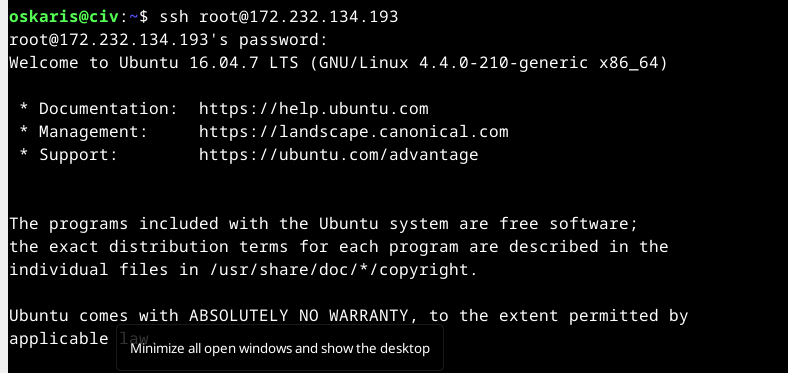 oskaris@civ:~$ ssh root@172.232.134.193
root@172.232.134.193's password:
Welcome to Ubuntu 16.04.7 LTS (GNU/Linux 4.4.0-210-generic x86_64)

 * Documentation:  https://help.ubuntu.com
 * Management:     https://landscape.canonical.com
 * Support:        https://ubuntu.com/advantage

The programs included with the Ubuntu system are free software;
the exact distribution terms for each program are described in the
individual files in /usr/share/doc/*/copyright.

Ubuntu comes with ABSOLUTELY NO WARRANTY, to the extent permitted by
applicable law.
Minimize all open windows and show the desktop